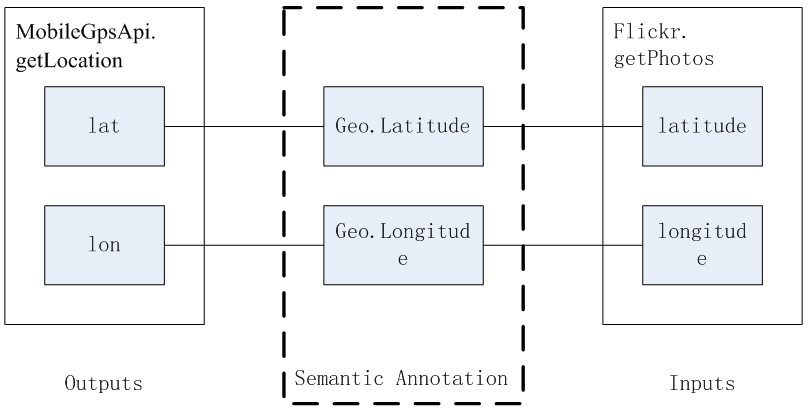 MobileGpsApi.
getLocation
lat
lon
Outputs
Geo.Latitude
Geo.Longitud
e
Semantic Annotation
Flickr.
getPhotos
latitude
longitud
e
Inputs